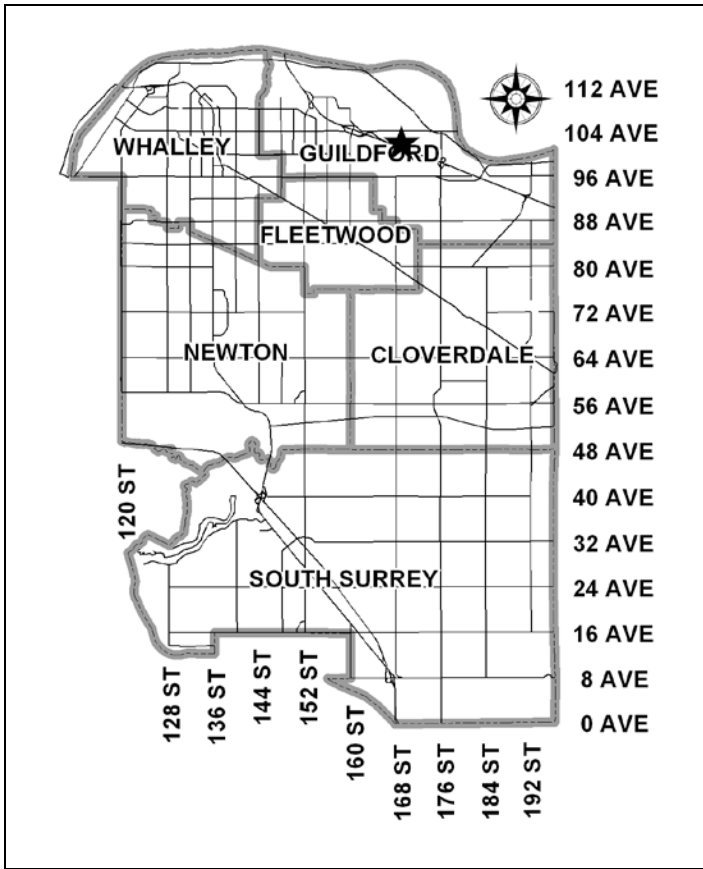 112 AVE
104 AVE
WHALLEY
GUILDFORD
96 AVE
88 AVE
FLEETWOOD
80 AVE
72 AVE
NEWTON
CLOVERDALE
64 AVE
56 AVE
48 AVE
120 ST
40 AVE
32 AVE
SOUTH SURREY
24 AVE
16 AVE
128 ST
136 ST
144 ST
152 ST
8 AVE
160 ST
0 AVE
168 ST
176 ST
184 ST
192 ST